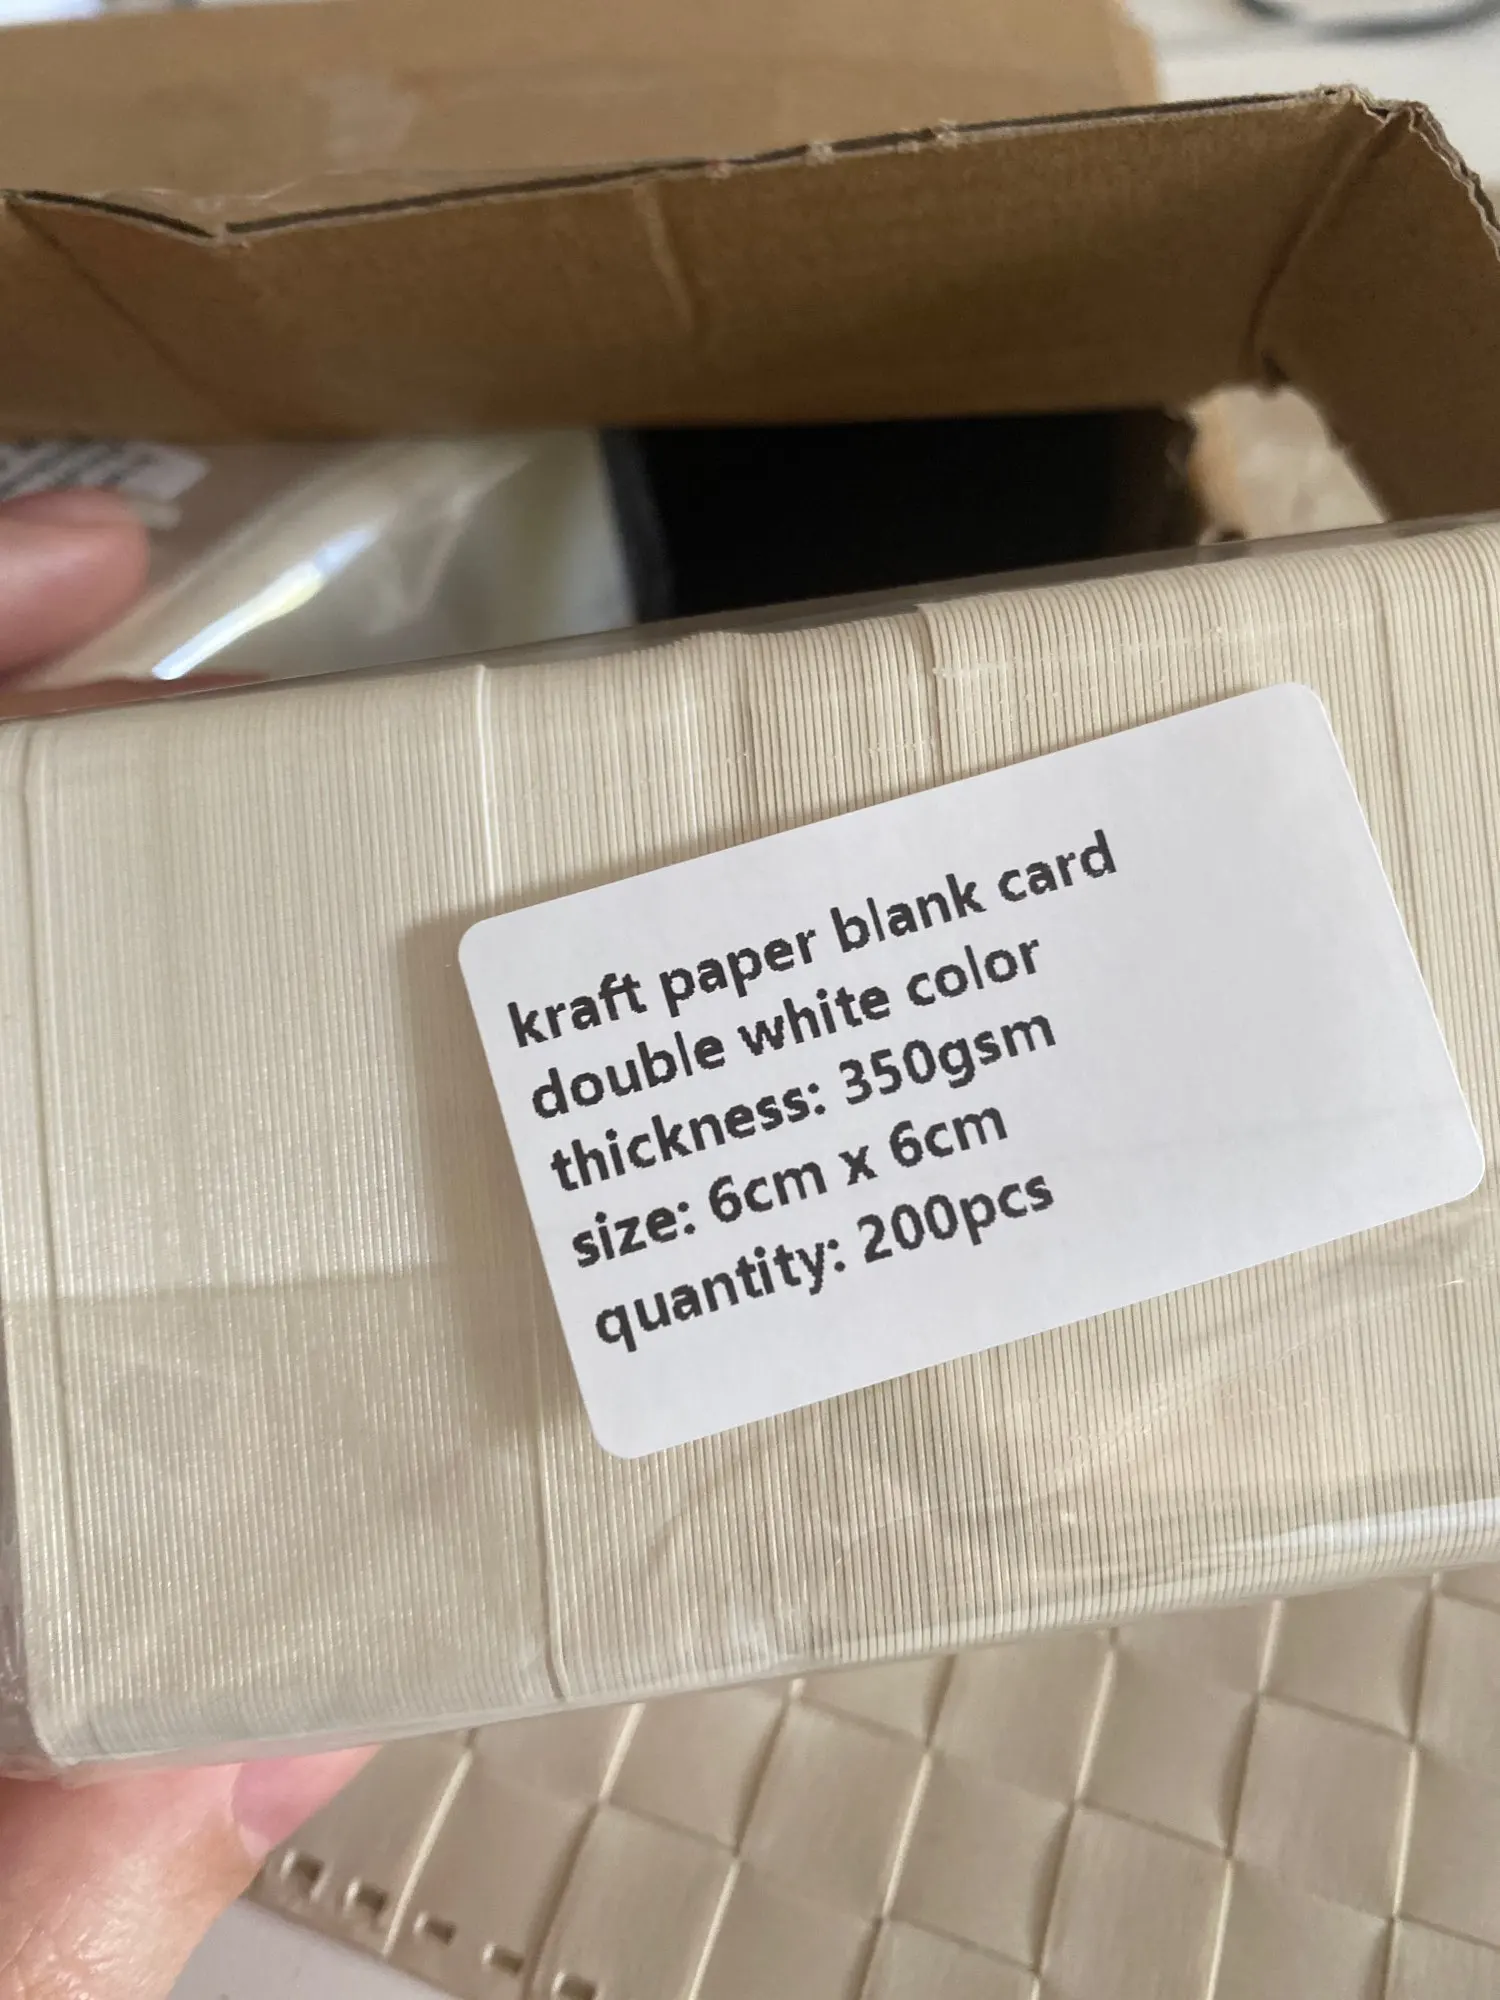 kraft paper blank card
double white color
thickness: 350gsm
size: 6cm x 6cm
quantity: 200pcs